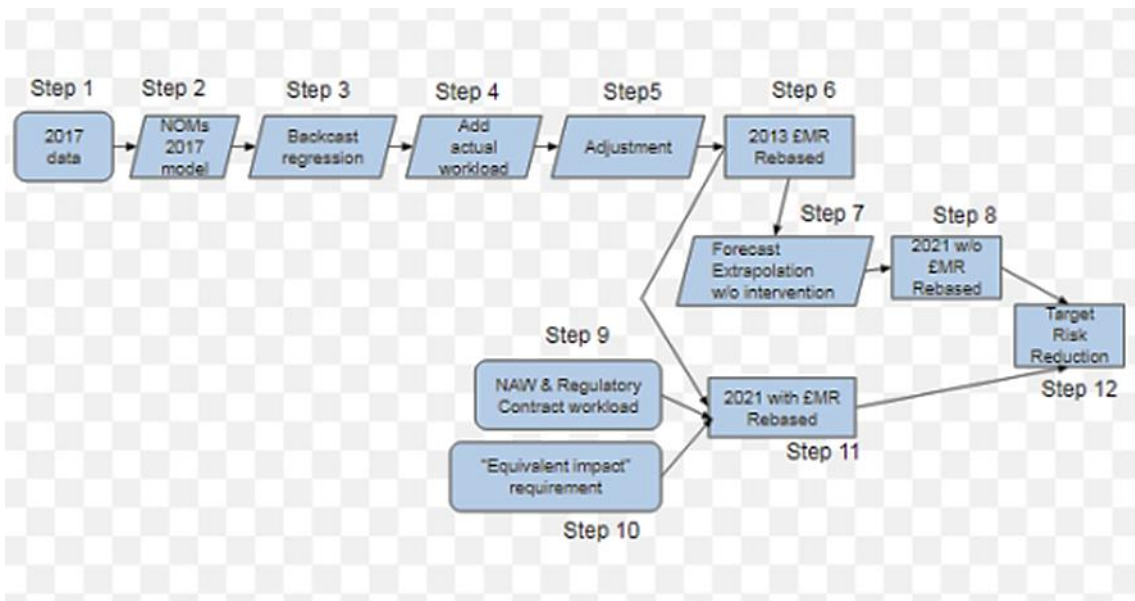 Step 1
Step 2
Step 3
Step 4
Step5
Step 6
2017
data
NOMs
2017
model
Backcast
regression
Add
actual
workload
Adjustment
2013 £MR
Rebased
Step 7
Step 8
Forecast
Extrapolation
w/o intervention
2021 w/o
£MR
Rebased
Target
Risk
Reduction
Step 12
Step 9
NAW & Regulatory
Contract workload
2021 with £MR
Rebased
Step 11
"Equivalent impact"
requirement
Step 10